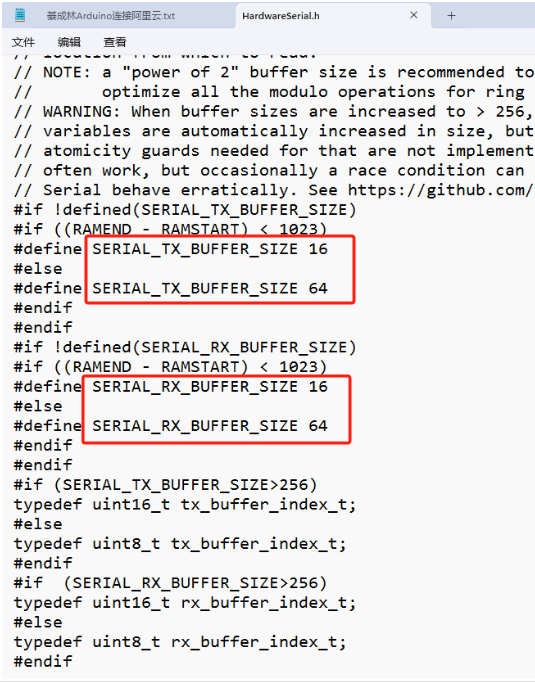 綦成林Arduino连接阿里云.txt
HardwareSerial.h
文件 编辑 查看
// location from which to read.
// NOTE: a "power of 2" buffer size is recommended to
// optimize all the modulo operations for ring
// WARNING: When buffer sizes are increased to > 256,
// variables are automatically increased in size, but
// atomicity guards needed for that are not implement
// often work, but occasionally a race condition can
// Serial behave erratically. See https://github.com/
#if !defined(SERIAL_TX_BUFFER_SIZE)
#if ((RAMEND - RAMSTART) < 1023)
#define SERIAL_TX_BUFFER_SIZE 16
#else
#define SERIAL_TX_BUFFER_SIZE 64
#endif
#endif
#if !defined(SERIAL_RX_BUFFER_SIZE)
#if ((RAMEND - RAMSTART) < 1023)
#define SERIAL_RX_BUFFER_SIZE 16
#else
#define SERIAL_RX_BUFFER_SIZE 64
#endif
#endif
#if (SERIAL_TX_BUFFER_SIZE>256)
typedef uint16_t tx_buffer_index_t;
#else
typedef uint8_t tx_buffer_index_t;
#endif
#if  (SERIAL_RX_BUFFER_SIZE>256)
typedef uint16_t rx_buffer_index_t;
#else
typedef uint8_t rx_buffer_index_t;
#endif